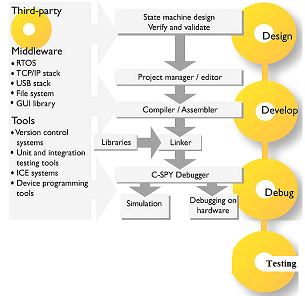 Third-party
Middleware
• RTOS
• TCP/IP stack
• USB stack
• File system
• GUI library
Tools
• Version control
systems
• Unit and integration
testing tools
• ICE systems
• Device programming
tools
State machine design
Verify and validate
Project manager / editor
Compiler / Assembler
Libraries
Linker
C-SPY Debugger
Simulation
Debugging on
hardware
Design
Develop
Debug
Testing